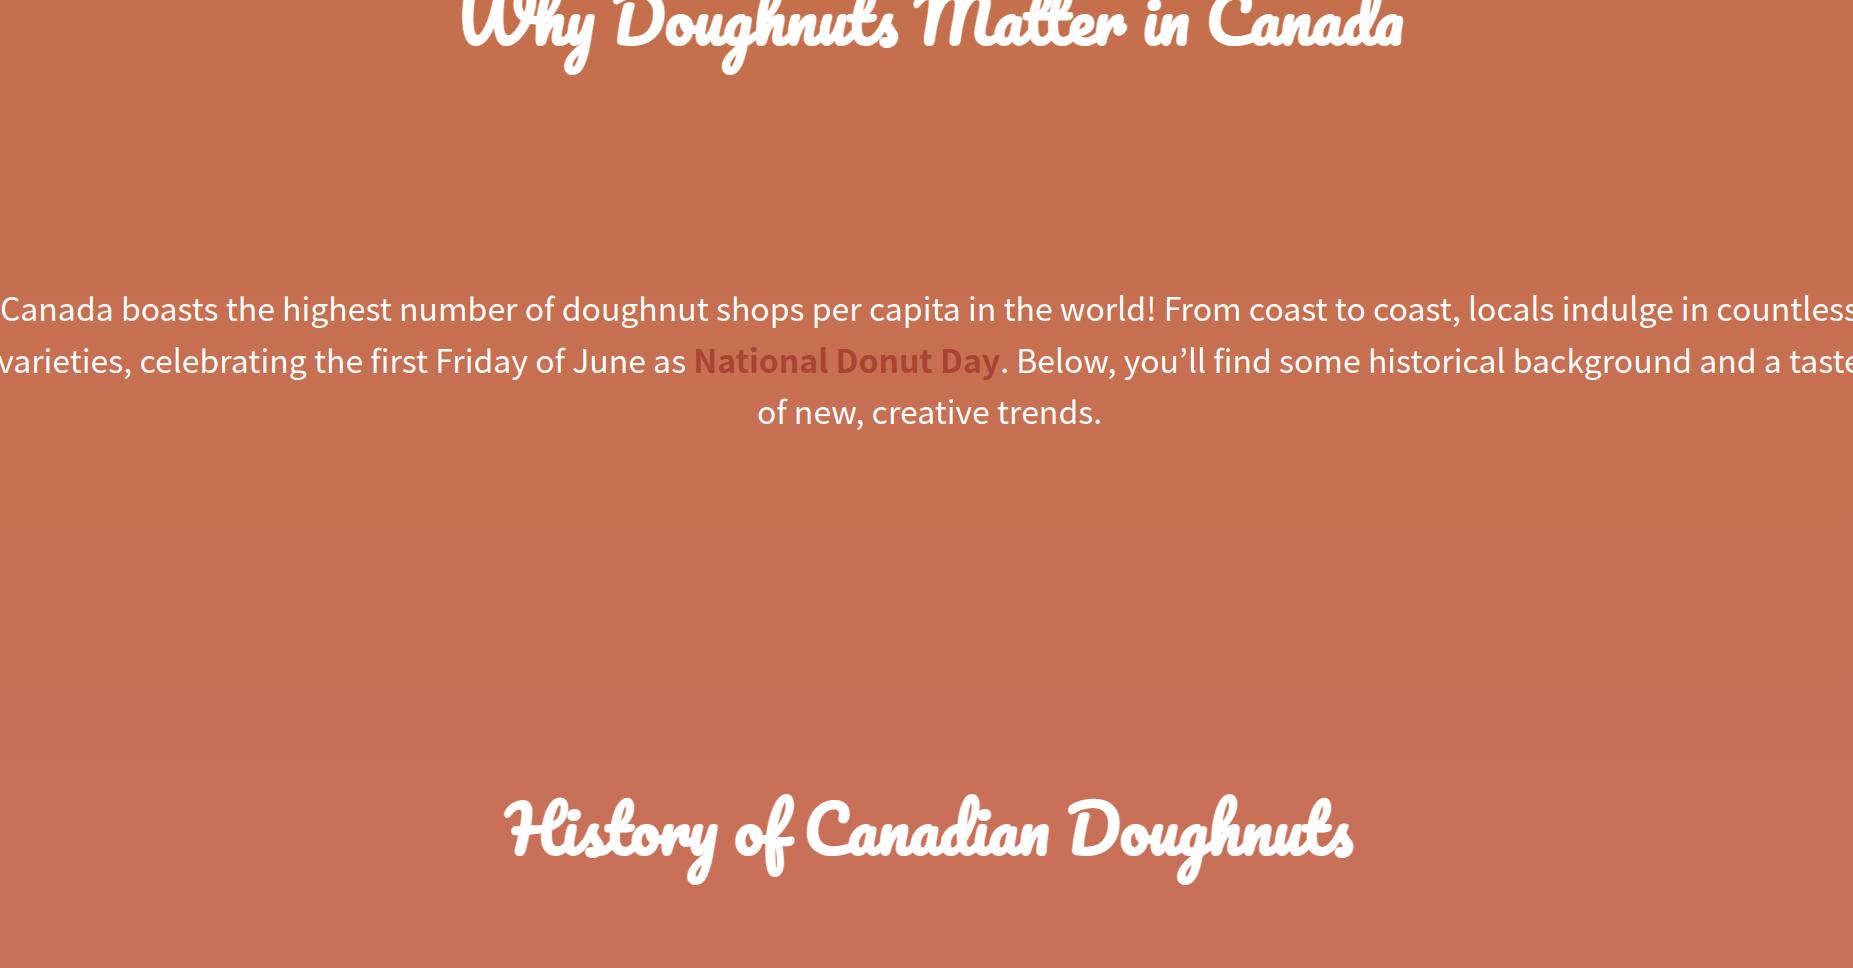 Why Doughnuts Matter in Canada
Canada boasts the highest number of doughnut shops per capita in the world! From coast to coast, locals indulge in countless
varieties, celebrating the first Friday of June as National Donut Day. Below, you’ll find some historical background and a taste
of new, creative trends.
History of Canadian Doughnuts